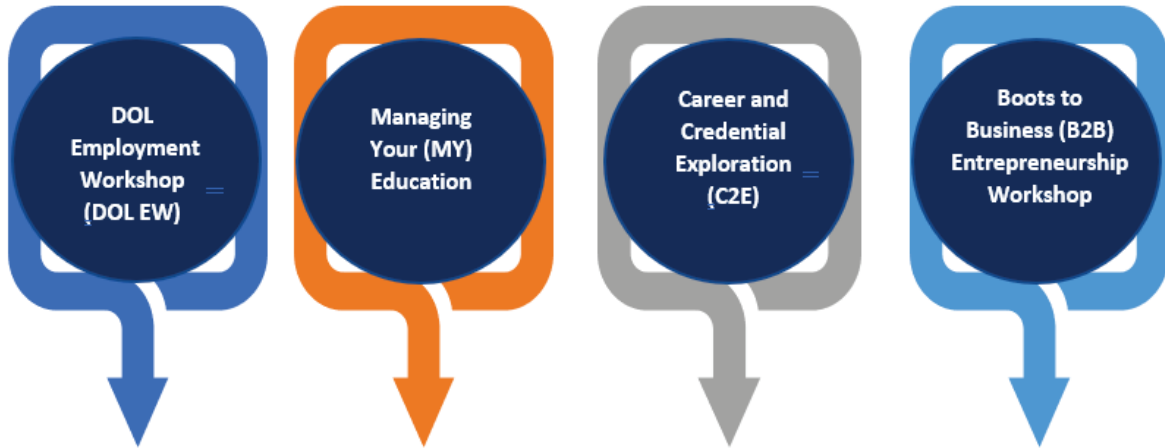 DOL
Employment
Workshop
(DOL EW)
Managing
Your (MY)
Education
Career and
Credential
Exploration
(C2E)
Boots to
Business (B2B)
Entrepreneurship
Workshop